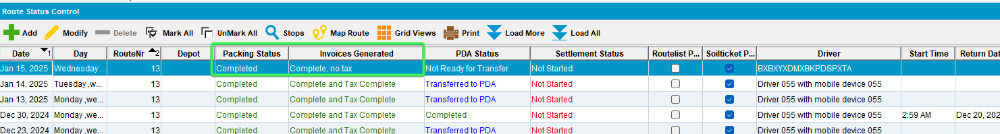 Route Status Control
Add Modify Delete Mark All UnMark All Stops Map Route Grid Views Print Load More Load All
Date 1 Day RouteNr 2 Depot Packing Status Invoices Generated PDA Status Settlement Status Routelist P... Soilticket P... Driver Start Time Return Dat
Jan 15, 2025 Wednesday ... 13 Completed Complete, no tax Not Ready for Transfer Not Started BXBXYXDMXBKPDSPXTA
Jan 14, 2025 Tuesday ,w... 13 Completed Complete and Tax Complete Transferred to PDA Not Started Driver 055 with mobile device 055
Jan 13, 2025 Monday ,we... 13 Completed Complete and Tax Complete Transferred to PDA Not Started Driver 055 with mobile device 055
Dec 30, 2024 Monday ,we... 13 Completed Complete and Tax Complete Completed Not Started Driver 055 with mobile device 055 2:59 AM Dec 20, 202
Dec 23, 2024 Monday ,we... 13 Completed Complete and Tax Complete Transferred to PDA Not Started Driver 055 with mobile device 055